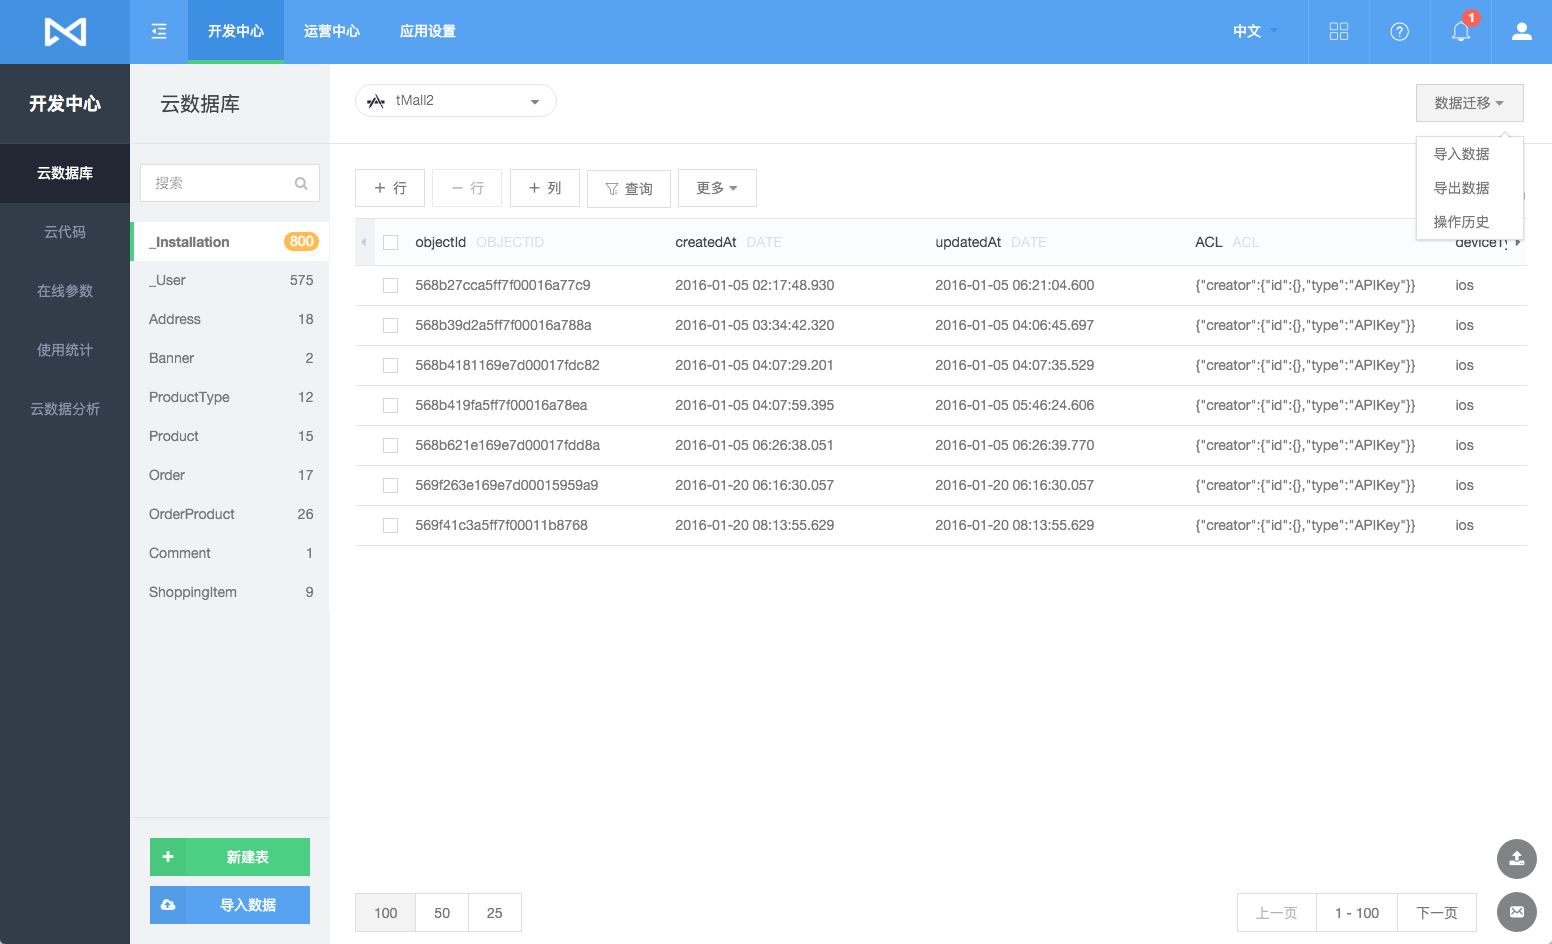 开发中心 运营中心 应用设置 中文 1
开发中心
云数据库
云代码
在线参数
使用统计
云数据分析
云数据库
搜索
_Installation 800
_User 575
Address 18
Banner 2
ProductType 12
Product 15
Order 17
OrderProduct 26
Comment 1
ShoppingItem 9
新建表
导入数据
tMall2
数据迁移
导入数据
导出数据
操作历史
+ 行 − 行 + 列 查询 更多
objectId OBJECTID createdAt DATE updatedAt DATE ACL ACL deviceTy
568b27cca5ff7f00016a77c9 2016-01-05 02:17:48.930 2016-01-05 06:21:04.600 {"creator":{"id":{},"type":"APIKey"}} ios
568b39d2a5ff7f00016a788a 2016-01-05 03:34:42.320 2016-01-05 04:06:45.697 {"creator":{"id":{},"type":"APIKey"}} ios
568b4181169e7d00017fdc82 2016-01-05 04:07:29.201 2016-01-05 04:07:35.529 {"creator":{"id":{},"type":"APIKey"}} ios
568b419fa5ff7f00016a78ea 2016-01-05 04:07:59.395 2016-01-05 05:46:24.606 {"creator":{"id":{},"type":"APIKey"}} ios
568b621e169e7d00017fdd8a 2016-01-05 06:26:38.051 2016-01-05 06:26:39.770 {"creator":{"id":{},"type":"APIKey"}} ios
569f263e169e7d00015959a9 2016-01-20 06:16:30.057 2016-01-20 06:16:30.057 {"creator":{"id":{},"type":"APIKey"}} ios
569f41c3a5ff7f00011b8768 2016-01-20 08:13:55.629 2016-01-20 08:13:55.629 {"creator":{"id":{},"type":"APIKey"}} ios
100 50 25 上一页 1 - 100 下一页